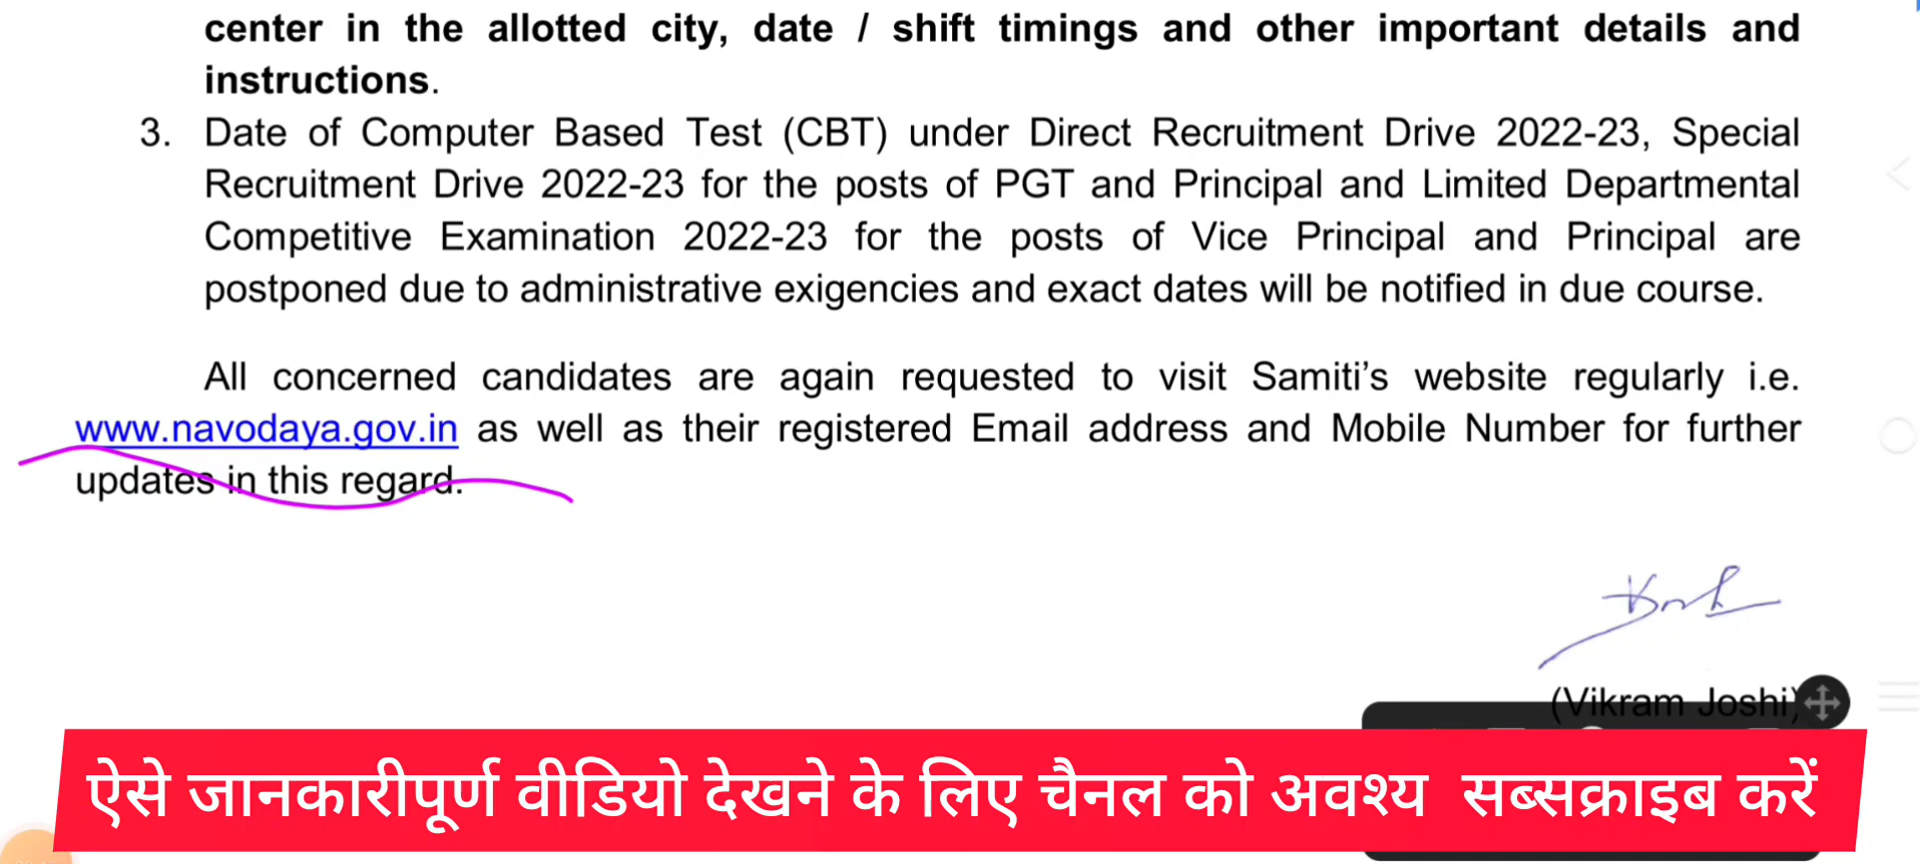 center in the allotted city, date / shift timings and other important details and
instructions.
3. Date of Computer Based Test (CBT) under Direct Recruitment Drive 2022-23, Special
Recruitment Drive 2022-23 for the posts of PGT and Principal and Limited Departmental
Competitive Examination 2022-23 for the posts of Vice Principal and Principal are
postponed due to administrative exigencies and exact dates will be notified in due course.
All concerned candidates are again requested to visit Samiti’s website regularly i.e.
www.navodaya.gov.in as well as their registered Email address and Mobile Number for further
updates in this regard.
(Vikram Joshi)
ऐसे जानकारीपूर्ण वीडियो देखने के लिए चैनल को अवश्य सब्सक्राइब करें